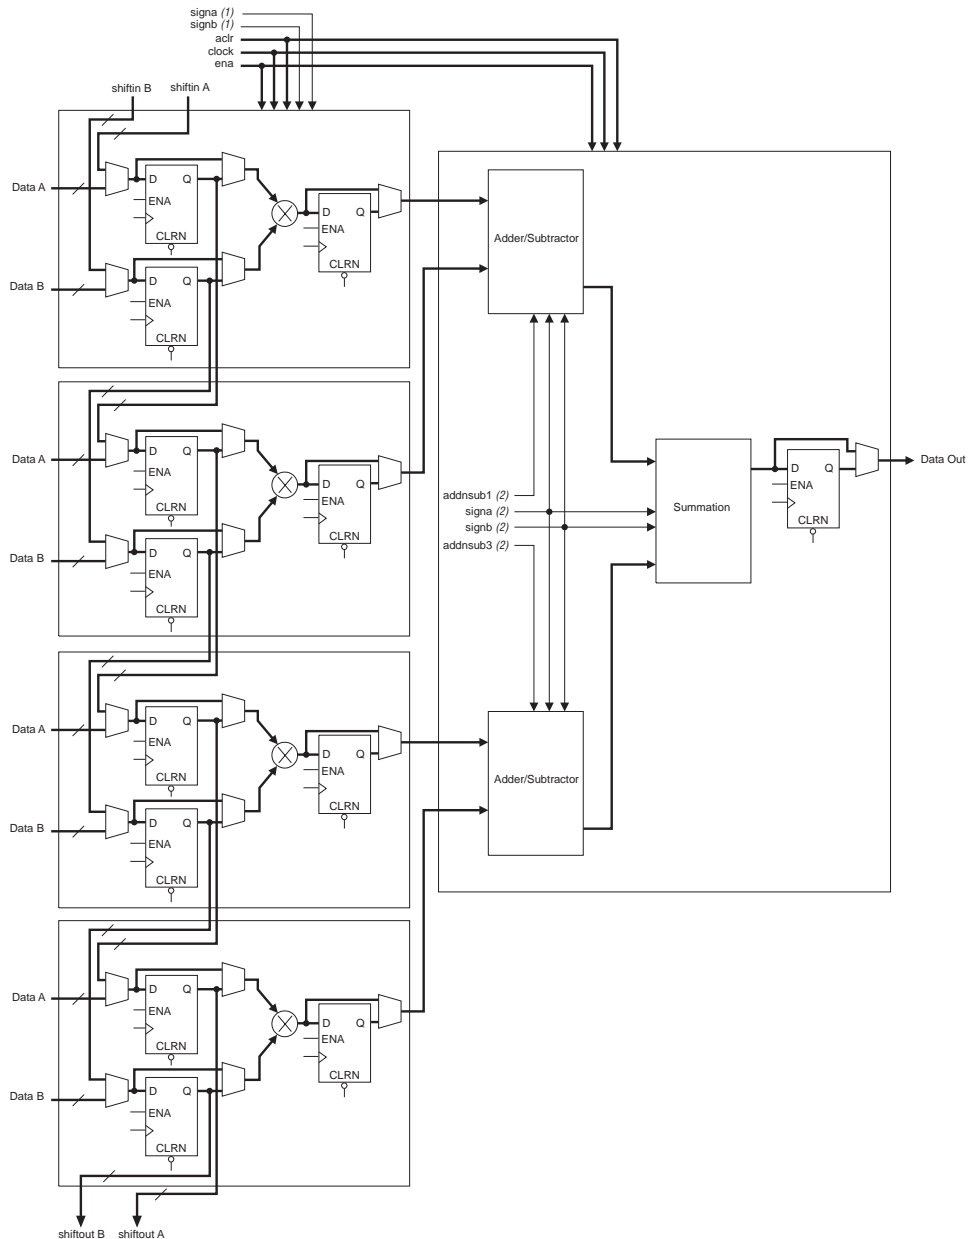 signa (1)
signb (1)
aclr
clock
ena
shiftin B
shiftin A
Data A
D Q
ENA
CLRN
D Q
ENA
CLRN
Data B
D Q
ENA
CLRN
Adder/Subtractor
Data A
D Q
ENA
CLRN
D Q
ENA
CLRN
Data B
D Q
ENA
CLRN
addnsub1 (2)
signa (2)
signb (2)
addnsub3 (2)
Summation
D Q
ENA
CLRN
Data Out
Data A
D Q
ENA
CLRN
D Q
ENA
CLRN
Data B
D Q
ENA
CLRN
Adder/Subtractor
Data A
D Q
ENA
CLRN
D Q
ENA
CLRN
Data B
D Q
ENA
CLRN
shiftout B
shiftout A